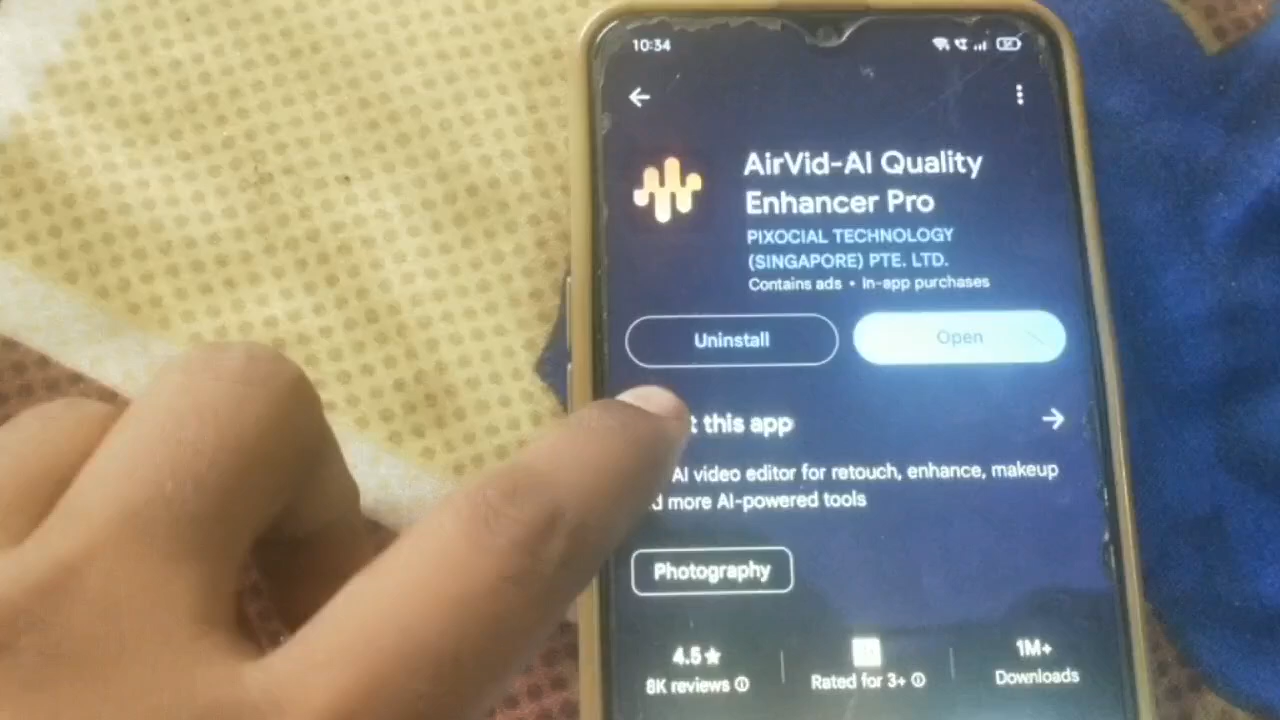 10:34
AirVid-AI Quality
Enhancer Pro
PIXOCIAL TECHNOLOGY
(SINGAPORE) PTE. LTD.
Contains ads • In-app purchases
Uninstall
Open
t this app
AI video editor for retouch, enhance, makeup
d more AI-powered tools
Photography
4.5★
8K reviews
Rated for 3+
1M+
Downloads